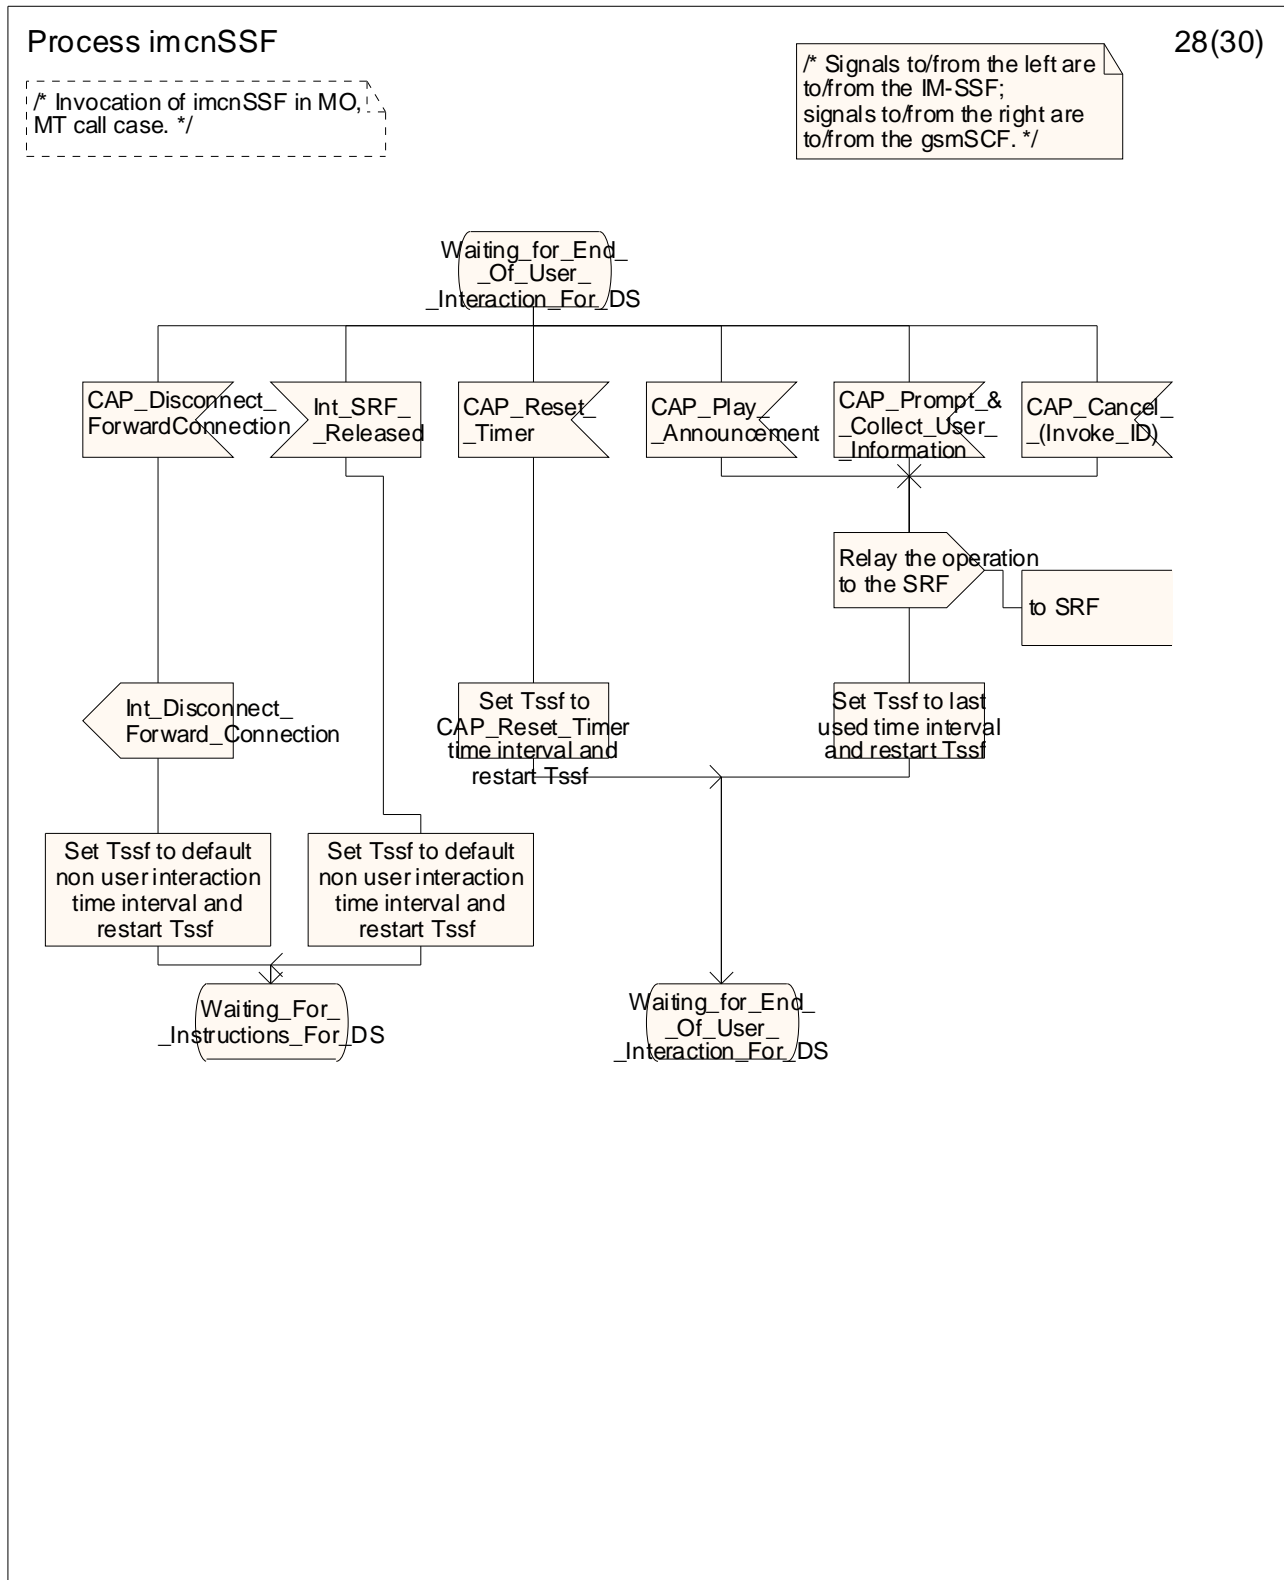 Process imcnSSF
28(30)
/* Invocation of imcnSSF in MO,
MT call case. */
/* Signals to/from the left are
to/from the IM-SSF;
signals to/from the right are
to/from the gsmSCF. */
Waiting_for_End_
_Of_User_
_Interaction_For_DS
CAP_Disconnect_
ForwardConnection
Int_SRF_
_Released
CAP_Reset_
_Timer
CAP_Play_
_Announcement
CAP_Prompt_&
_Collect_User_
_Information
CAP_Cancel_
_(Invoke_ID)
Relay the operation
to the SRF
to SRF
Int_Disconnect_
Forward_Connection
Set Tssf to
CAP_Reset_Timer
time interval and
restart Tssf
Set Tssf to last
used time interval
and restart Tssf
Set Tssf to default
non user interaction
time interval and
restart Tssf
Set Tssf to default
non user interaction
time interval and
restart Tssf
Waiting_For_
_Instructions_For_DS
Waiting_for_End_
_Of_User_
_Interaction_For_DS